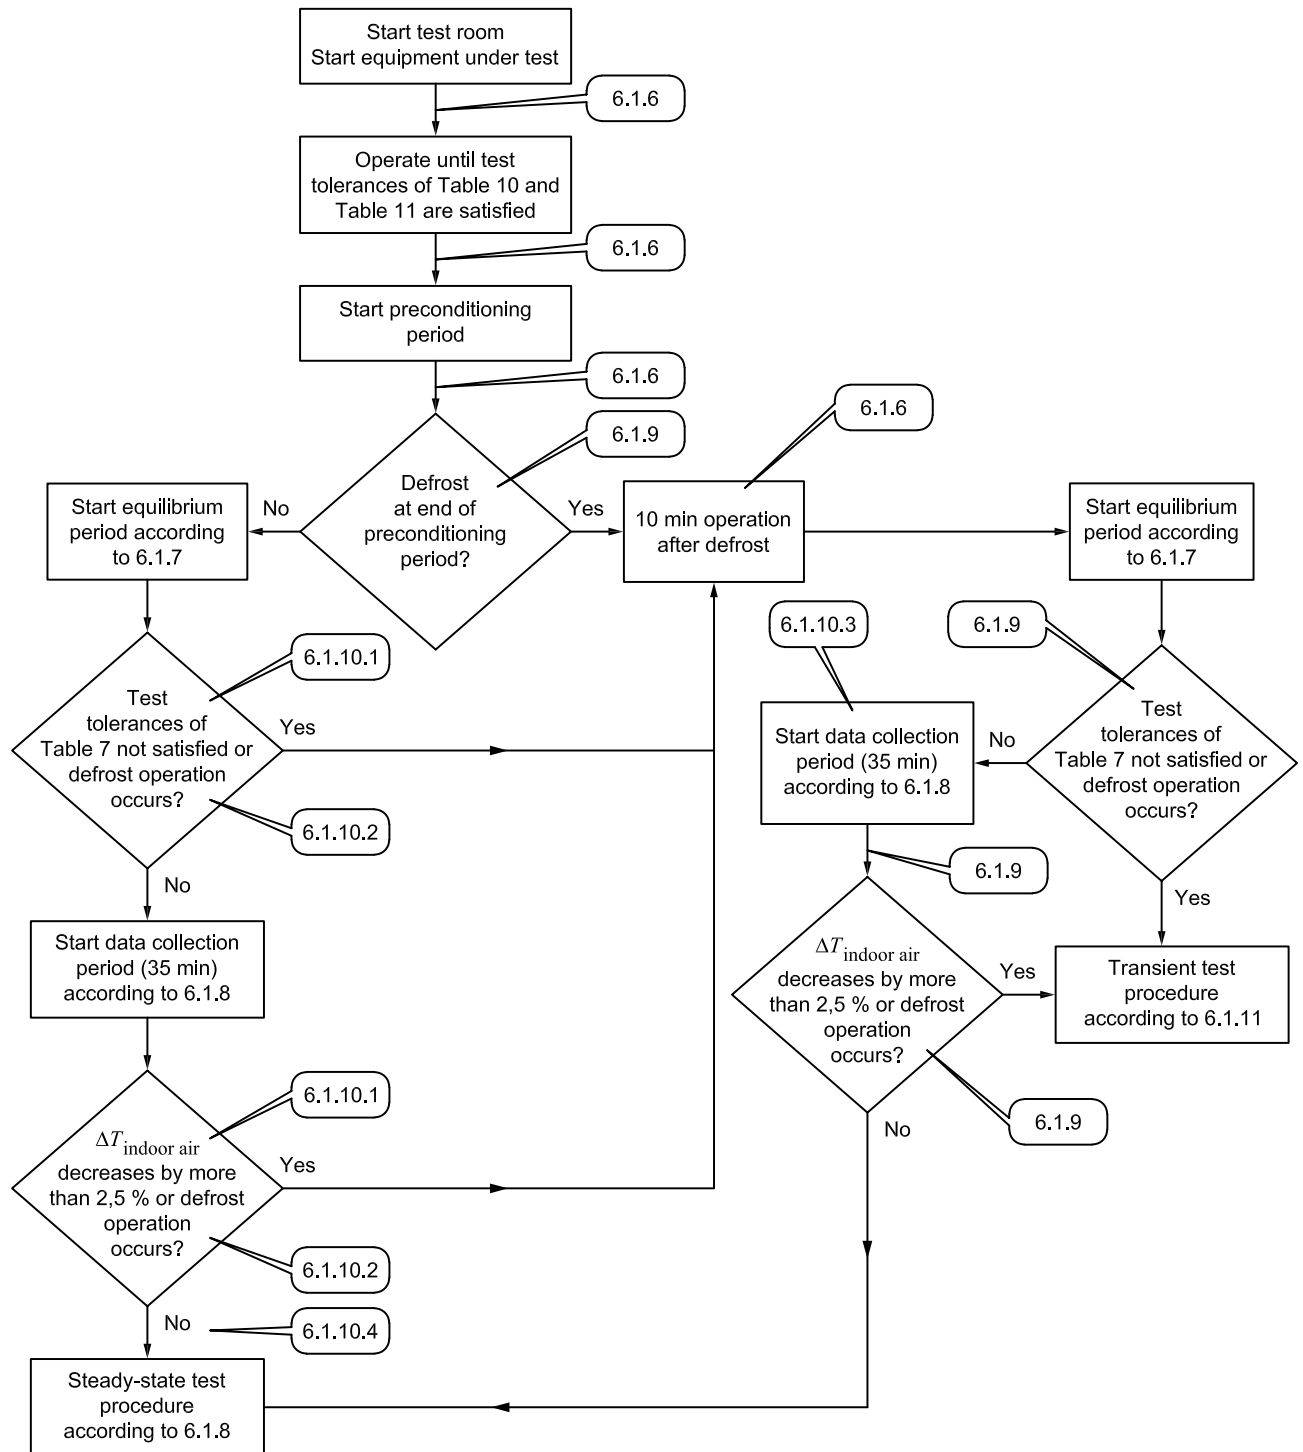 Start test room
Start equipment under test
6.1.6
Operate until test
tolerances of Table 10 and
Table 11 are satisfied
6.1.6
Start preconditioning
period
6.1.6
6.1.9
6.1.6
Defrost
at end of
preconditioning
period?
No
Yes
Start equilibrium
period according
to 6.1.7
10 min operation
after defrost
Start equilibrium
period according
to 6.1.7
6.1.10.1
Test
tolerances of
Table 7 not satisfied or
defrost operation
occurs?
Yes
6.1.10.2
No
6.1.10.3
6.1.9
Test
tolerances of
Table 7 not satisfied or
defrost operation
occurs?
No
Yes
Start data collection
period (35 min)
according to 6.1.8
6.1.9
Start data collection
period (35 min)
according to 6.1.8
ΔT indoor air
decreases by more
than 2,5 % or defrost
operation
occurs?
Yes
No
6.1.9
Transient test
procedure
according to 6.1.11
6.1.10.1
ΔT indoor air
decreases by more
than 2,5 % or defrost
operation
occurs?
Yes
6.1.10.2
No
6.1.10.4
Steady-state test
procedure
according to 6.1.8